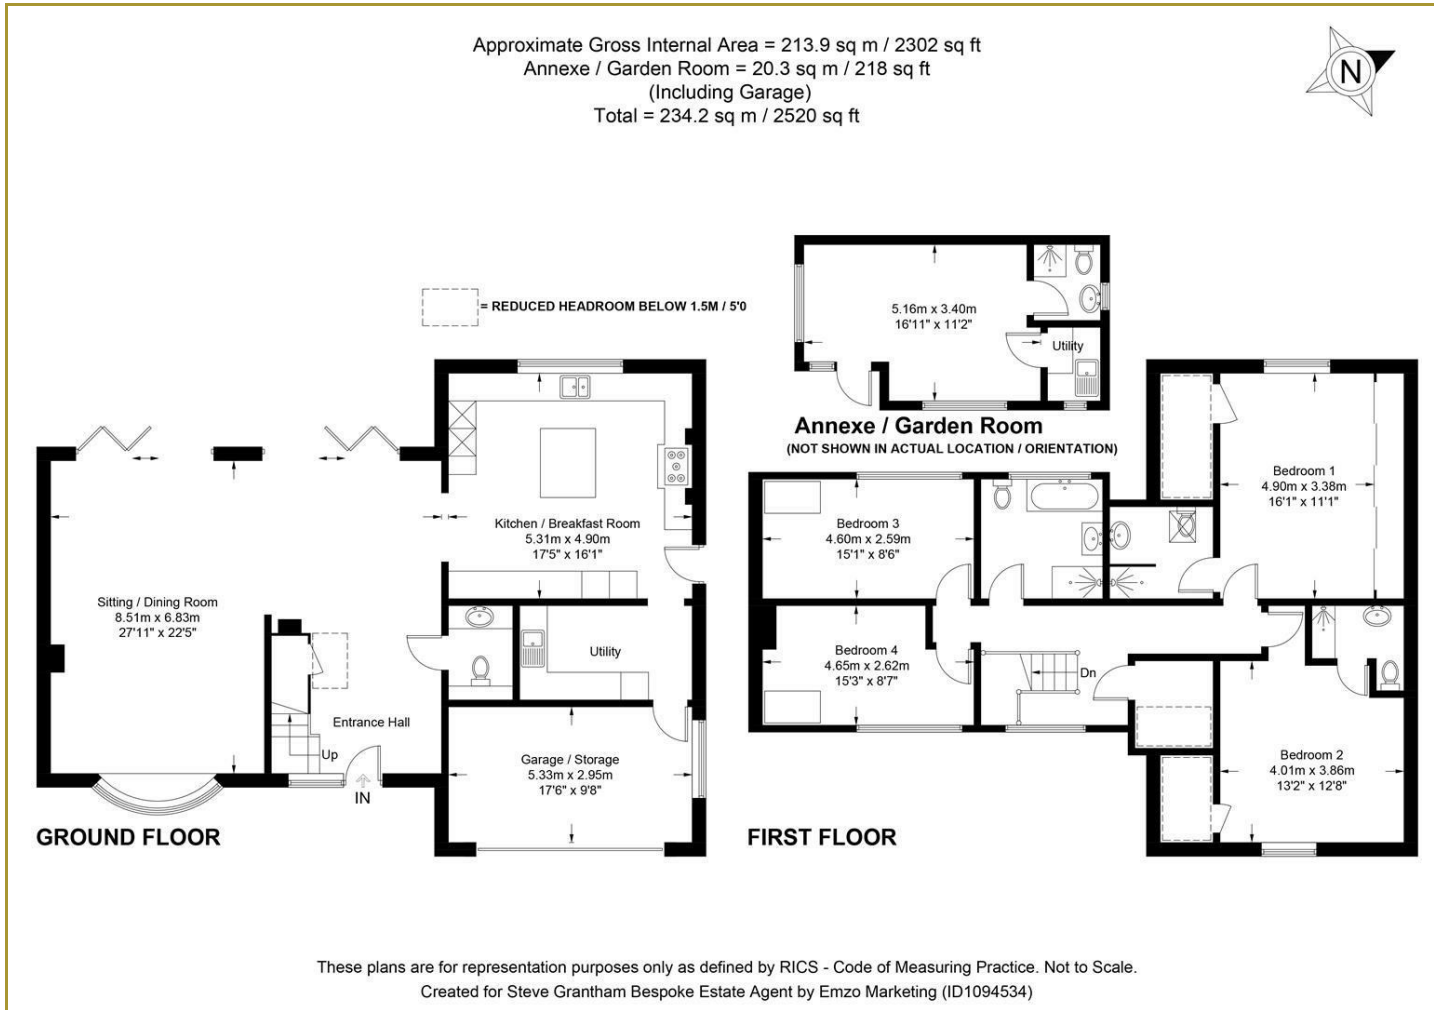 Approximate Gross Internal Area = 213.9 sq m / 2302 sq ft
Annexe / Garden Room = 20.3 sq m / 218 sq ft
(Including Garage)
Total = 234.2 sq m / 2520 sq ft
N
= REDUCED HEADROOM BELOW 1.5M / 5'0
5.16m x 3.40m
16'11" x 11'2"
Utility
Annexe / Garden Room
(NOT SHOWN IN ACTUAL LOCATION / ORIENTATION)
Kitchen / Breakfast Room
5.31m x 4.90m
17'5" x 16'1"
Sitting / Dining Room
8.51m x 6.83m
27'11" x 22'5"
Utility
Entrance Hall
Up
IN
Garage / Storage
5.33m x 2.95m
17'6" x 9'8"
GROUND FLOOR
Bedroom 1
4.90m x 3.38m
16'1" x 11'1"
Bedroom 3
4.60m x 2.59m
15'1" x 8'6"
Bedroom 4
4.65m x 2.62m
15'3" x 8'7"
Dn
Bedroom 2
4.01m x 3.86m
13'2" x 12'8"
FIRST FLOOR
These plans are for representation purposes only as defined by RICS - Code of Measuring Practice. Not to Scale.
Created for Steve Grantham Bespoke Estate Agent by Emzo Marketing (ID1094534)